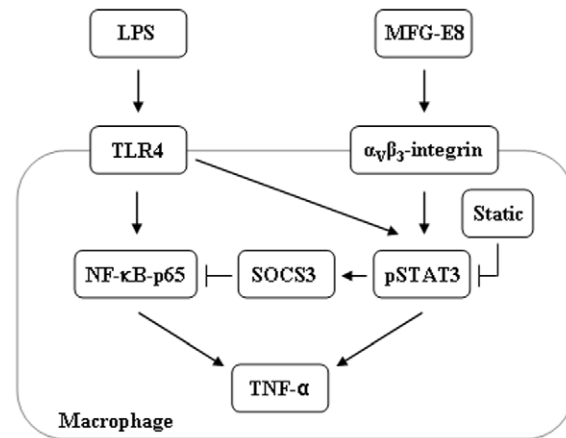 LPS
MFG-E8
TLR4
αVβ3-integrin
Static
NF-κB-p65
SOCS3
pSTAT3
TNF-α
Macrophage